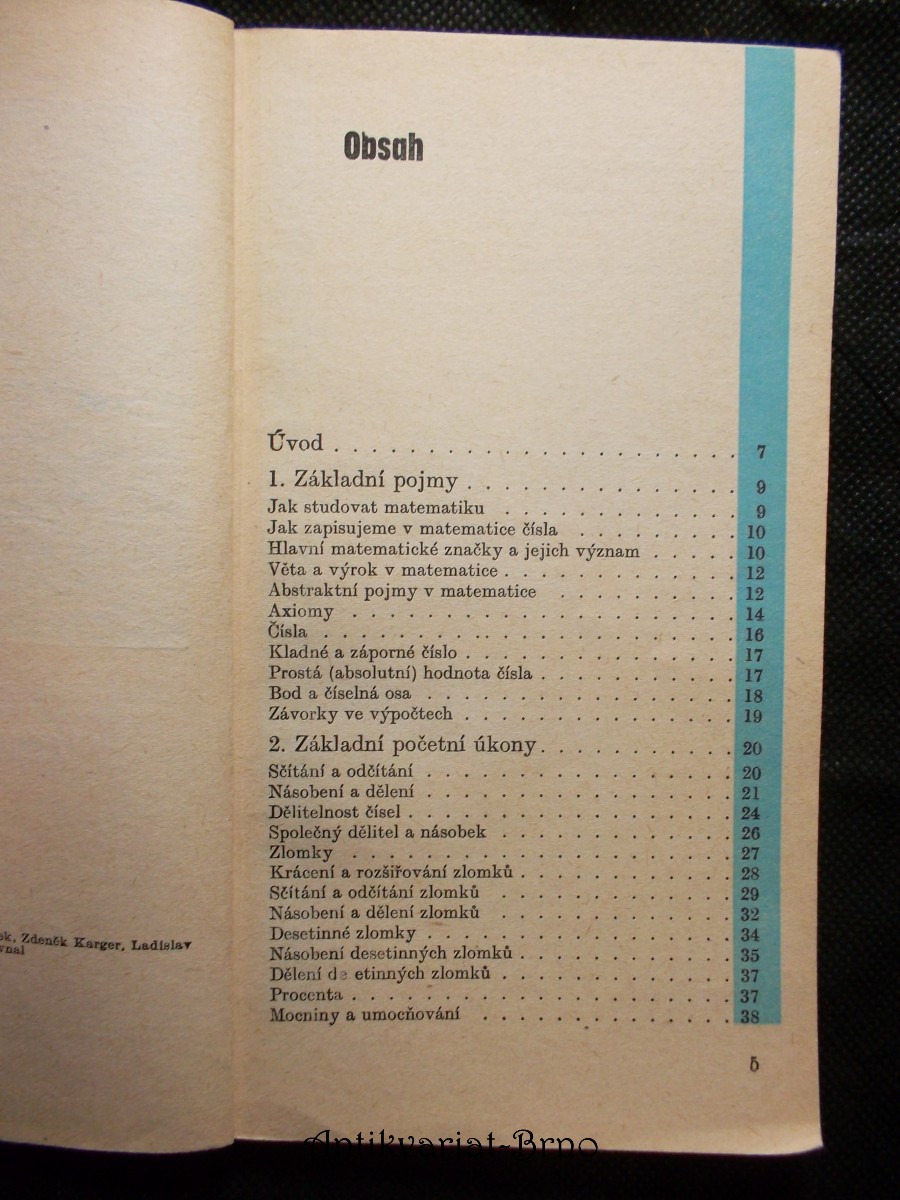 Obsah
Úvod . . . . . . . . . . . . . . . . 7
1. Základní pojmy . . . . . . . . . . . . . . 9
Jak studovat matematiku . . . . . . . . . . . 9
Jak zapisujeme v matematice čísla . . . . . . . . 10
Hlavní matematické značky a jejich význam . . . . . 10
Věta a výrok v matematice . . . . . . . . . . . 12
Abstraktní pojmy v matematice . . . . . . . . . 12
Axiomy . . . . . . . . . . . . . . . . . 14
Čísla . . . . . . . . . . . . . . . . . . 16
Kladné a záporné číslo . . . . . . . . . . . . . 17
Prostá (absolutní) hodnota čísla . . . . . . . . . . 17
Bod a číselná osa . . . . . . . . . . . . . . 18
Závorky ve výpočtech . . . . . . . . . . . . . 19
2. Základní početní úkony . . . . . . . . . . 20
Sčítání a odčítání . . . . . . . . . . . . . . 20
Násobení a dělení . . . . . . . . . . . . . . 21
Dělitelnost čísel . . . . . . . . . . . . . . . 24
Společný dělitel a násobek . . . . . . . . . . . 26
Zlomky . . . . . . . . . . . . . . . . . 27
Krácení a rozšiřování zlomků . . . . . . . . . . 28
Sčítání a odčítání zlomků . . . . . . . . . . . 29
Násobení a dělení zlomků . . . . . . . . . . . 32
Desetinné zlomky . . . . . . . . . . . . . . 34
Násobení desetinných zlomků . . . . . . . . . . 35
Dělení de etinných zlomků . . . . . . . . . . . 37
Procenta . . . . . . . . . . . . . . . . . 37
Mocniny a umocňování . . . . . . . . . . . . 38
5
ek, Zdeněk Karger, Ladislav
vnal
Antikvariat-Brno